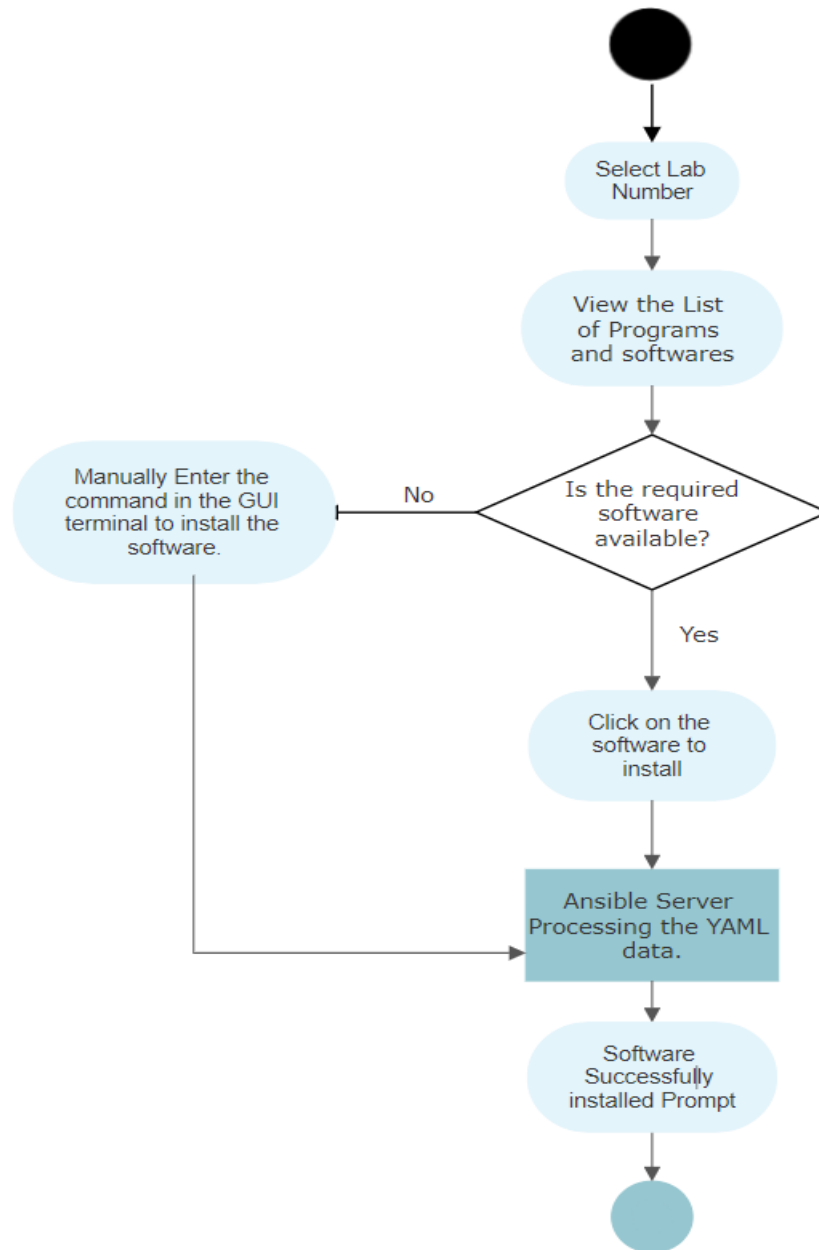 Select Lab
Number
View the List
of Programs
and softwares
Is the required
software
available?
No
Manually Enter the
command in the GUI
terminal to install the
software.
Yes
Click on the
software to
install
Ansible Server
Processing the YAML
data.
Software
Successfully
installed Prompt